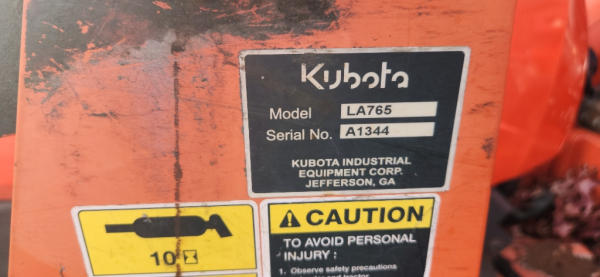 Kubota
Model LA765
Serial No. A1344
KUBOTA INDUSTRIAL
EQUIPMENT CORP.
JEFFERSON, GA
10
CAUTION
TO AVOID PERSONAL
INJURY :
1. Observe safety precautions